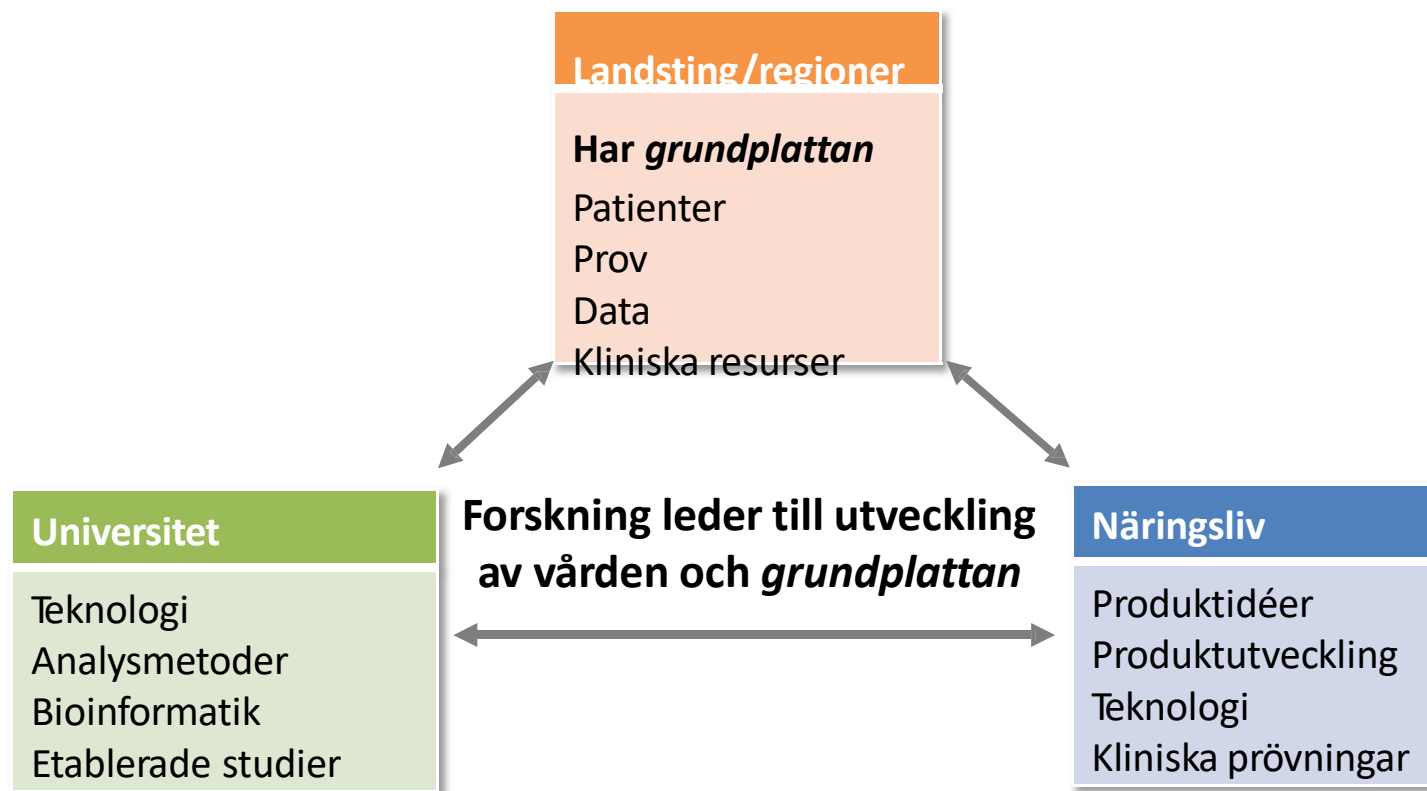 Landsting/regioner
Har grundplattan
Patienter
Prov
Data
Kliniska resurser
Universitet
Teknologi
Analysmetoder
Bioinformatik
Etablerade studier
Forskning leder till utveckling
av vården och grundplattan
Näringsliv
Produktidéer
Produktutveckling
Teknologi
Kliniska prövningar